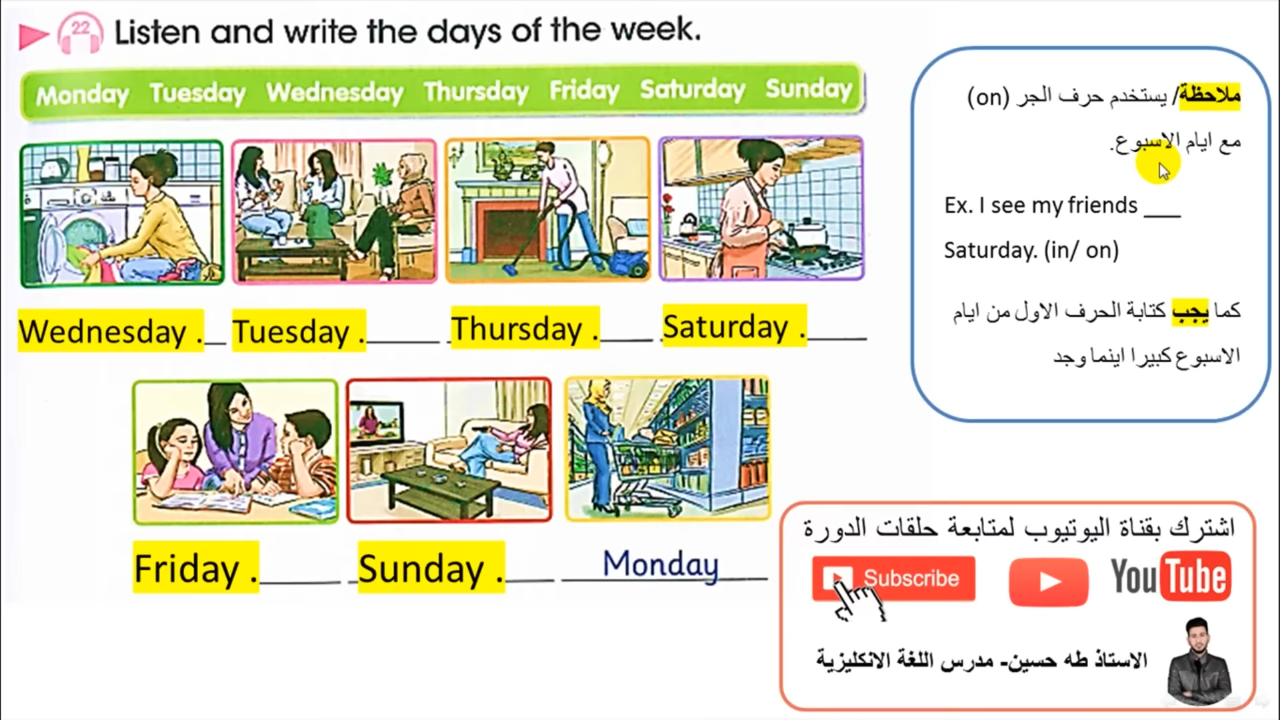 22 Listen and write the days of the week.
Monday Tuesday Wednesday Thursday Friday Saturday Sunday
Wednesday . Tuesday . Thursday . Saturday .
Friday . Sunday . Monday
ملاحظة/ يستخدم حرف الجر (on)
مع ايام الاسبوع.
Ex. I see my friends ___
Saturday. (in/ on)
كما يجب كتابة الحرف الاول من ايام
الاسبوع كبيرا اينما وجد
اشترك بقناة اليوتيوب لمتابعة حلقات الدورة
Subscribe YouTube
الاستاذ طه حسين- مدرس اللغة الانكليزية